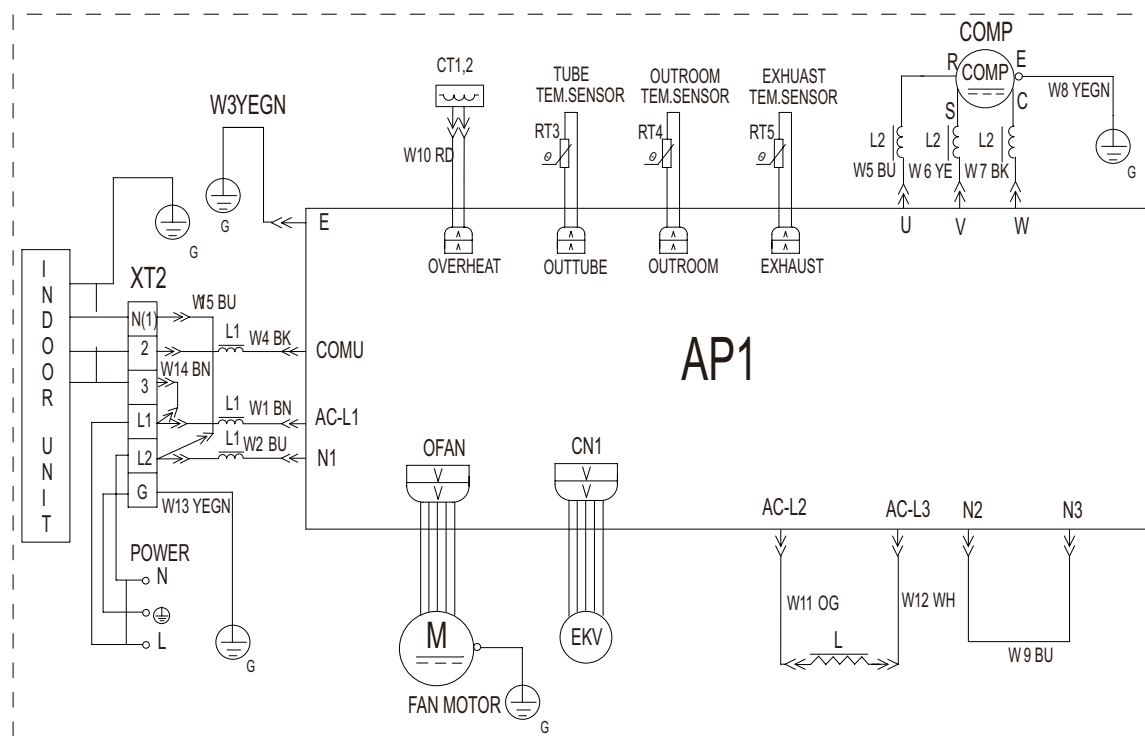 COMP
CT1,2
TUBE
TEM.SENSOR
OUTROOM
TEM.SENSOR
EXHUAST
TEM.SENSOR
R
COMP
E
W8 YEGN
W3YEGN
S
C
RT3
RT4
RT5
θ
θ
θ
L2
L2
L2
W10 RD
W5 BU
W6 YE
W7 BK
G
G
G
E
U
V
W
OVERHEAT
OUTTUBE
OUTROOM
EXHAUST
INDOOR UNIT
XT2
W15 BU
N(1)
L1
W4 BK
2
COMU
W14 BN
3
AP1
L1
W1 BN
L1
AC-L1
L1
W2 BU
L2
N1
G
W13 YEGN
OFAN
CN1
AC-L2
AC-L3
N2
N3
POWER
N
L
G
W11 OG
W12 WH
M
EKV
L
W9 BU
FAN MOTOR
G